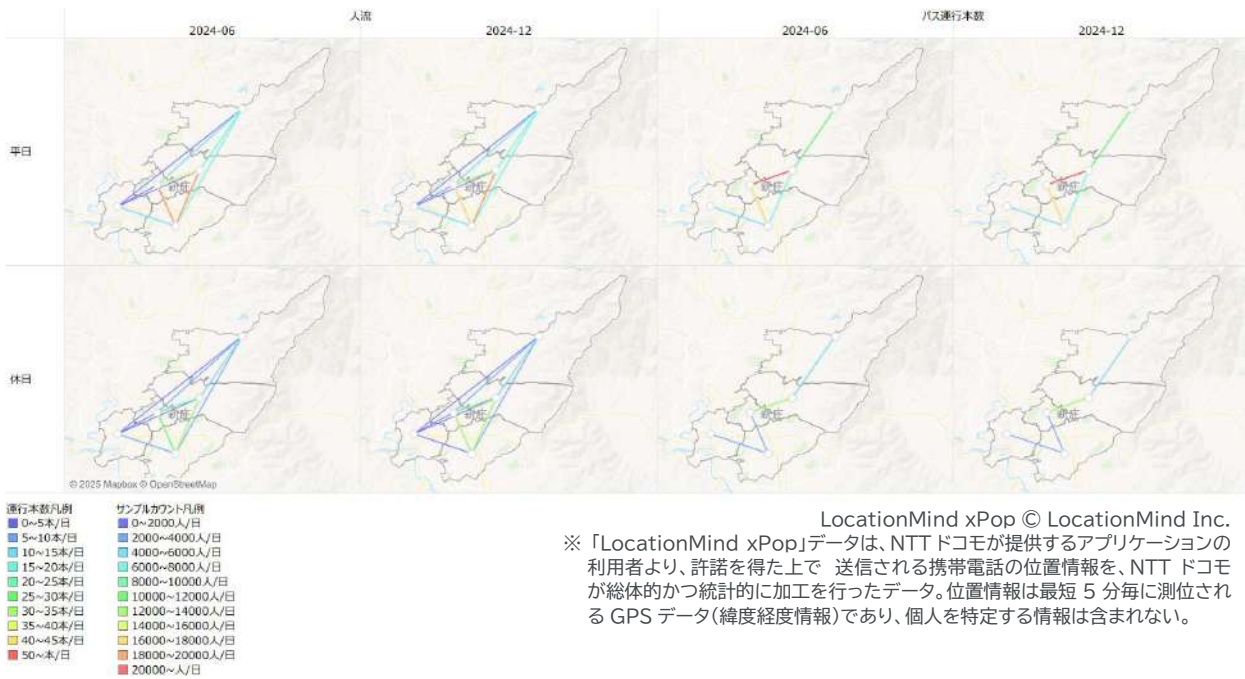 人流
バス運行本数
2024-06
2024-12
2024-06
2024-12
平日
新庄
新庄
新庄
新庄
休日
新庄
新庄
新庄
新庄
© 2025 Mapbox © OpenStreetMap
運行本数凡例
0~5本/日
5~10本/日
10~15本/日
15~20本/日
20~25本/日
25~30本/日
30~35本/日
35~40本/日
40~45本/日
50~本/日
サンプルカウント凡例
0~2000人/日
2000~4000人/日
4000~6000人/日
6000~8000人/日
8000~10000人/日
10000~12000人/日
12000~14000人/日
14000~16000人/日
16000~18000人/日
18000~20000人/日
20000~人/日
LocationMind xPop © LocationMind Inc.
※「LocationMind xPop」データは、NTTドコモが提供するアプリケーションの
利用者より、許諾を得た上で 送信される携帯電話の位置情報を、NTT ドコモ
が総体的かつ統計的に加工を行ったデータ。位置情報は最短 5 分毎に測位され
る GPS データ(緯度経度情報)であり、個人を特定する情報は含まれない。